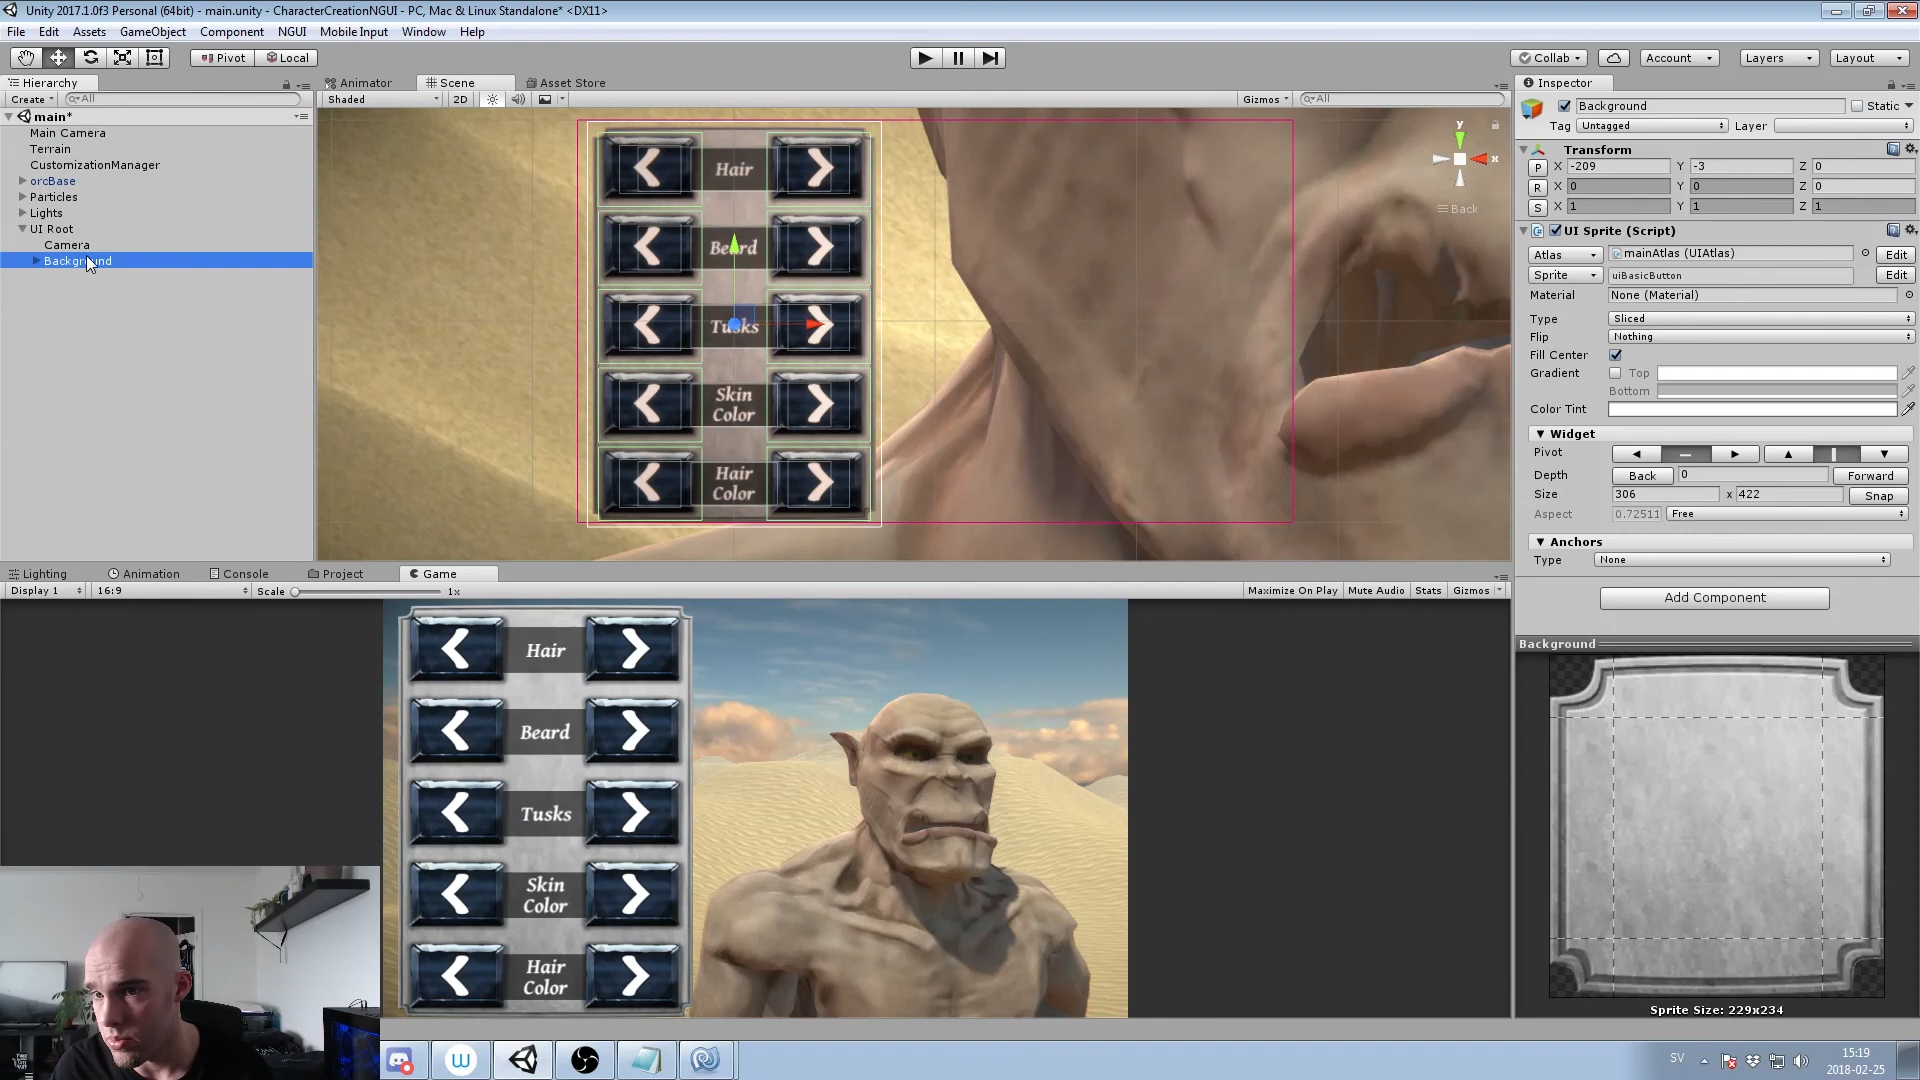 Unity 2017.1.0f3 Personal (64bit) - main.unity - CharacterCreationNGUI - PC, Mac & Linux Standalone* <DX11>
File Edit Assets GameObject Component NGUI Mobile Input Window Help
Pivot Local Collab Account Layers Layout
Hierarchy Animator Scene Asset Store Inspector
Create All Shaded 2D Gizmos All
main*
Main Camera
Terrain
CustomizationManager
orcBase
Particles
Lights
UI Root
Camera
Background
Hair
Beard
Tusks
Skin
Color
Hair
Color
y
x
Back
Background Static
Tag Untagged Layer
Transform
P X -209 Y -3 Z 0
R X 0 Y 0 Z 0
S X 1 Y 1 Z 1
UI Sprite (Script)
Atlas mainAtlas (UIAtlas) Edit
Sprite uiBasicButton Edit
Material None (Material)
Type Sliced
Flip Nothing
Fill Center
Gradient Top
Bottom
Color Tint
Widget
Pivot
Depth Back 0 Forward
Size 306 x 422 Snap
Aspect 0.72511 Free
Anchors
Type None
Add Component
Background
Sprite Size: 229x234
Lighting Animation Console Project Game
Display 1 16:9 Scale 1x Maximize On Play Mute Audio Stats Gizmos
Hair
Beard
Tusks
Skin
Color
Hair
Color
SV
15:19
2018-02-25